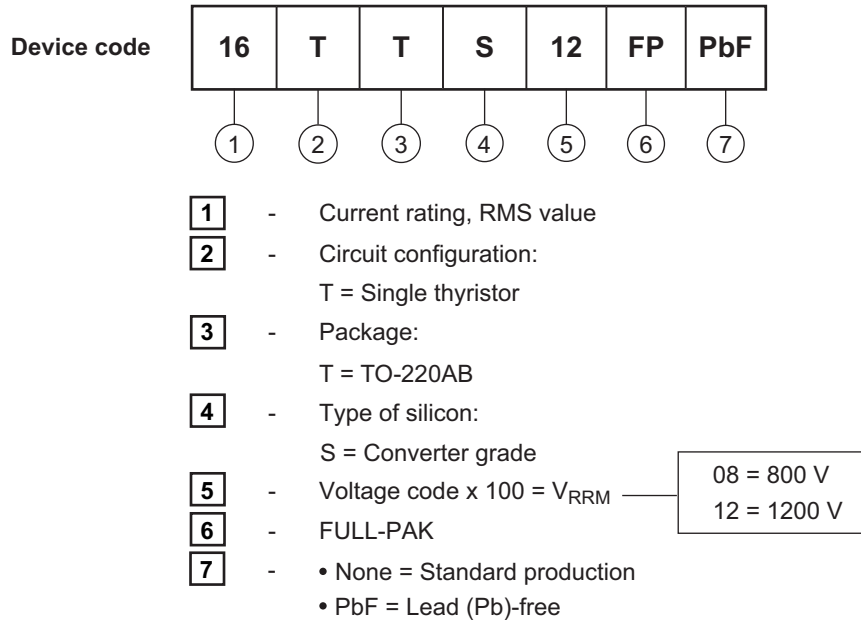 Device code 16 T T S 12 FP PbF
1 2 3 4 5 6 7
1 - Current rating, RMS value
2 - Circuit configuration:
T = Single thyristor
3 - Package:
T = TO-220AB
4 - Type of silicon:
S = Converter grade
5 - Voltage code x 100 = VRRM
08 = 800 V
12 = 1200 V
6 - FULL-PAK
7 - • None = Standard production
• PbF = Lead (Pb)-free